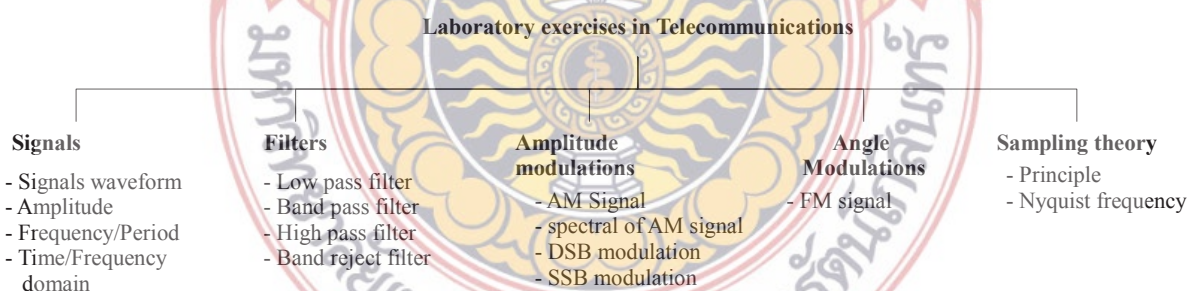 Laboratory exercises in Telecommunications
Signals
- Signals waveform
- Amplitude
- Frequency/Period
- Time/Frequency
domain
Filters
- Low pass filter
- Band pass filter
- High pass filter
- Band reject filter
Amplitude
modulations
- AM Signal
- spectral of AM signal
- DSB modulation
- SSB modulation
Angle
Modulations
- FM signal
Sampling theory
- Principle
- Nyquist frequency